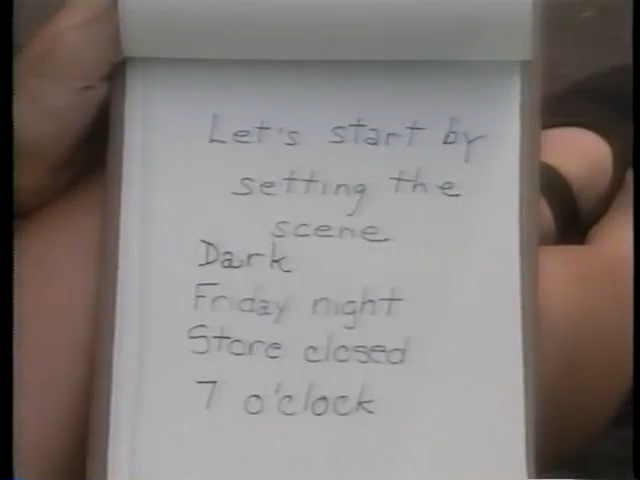 Let's start by
setting the
scene
Dark
Friday night
Store closed
7 o'clock